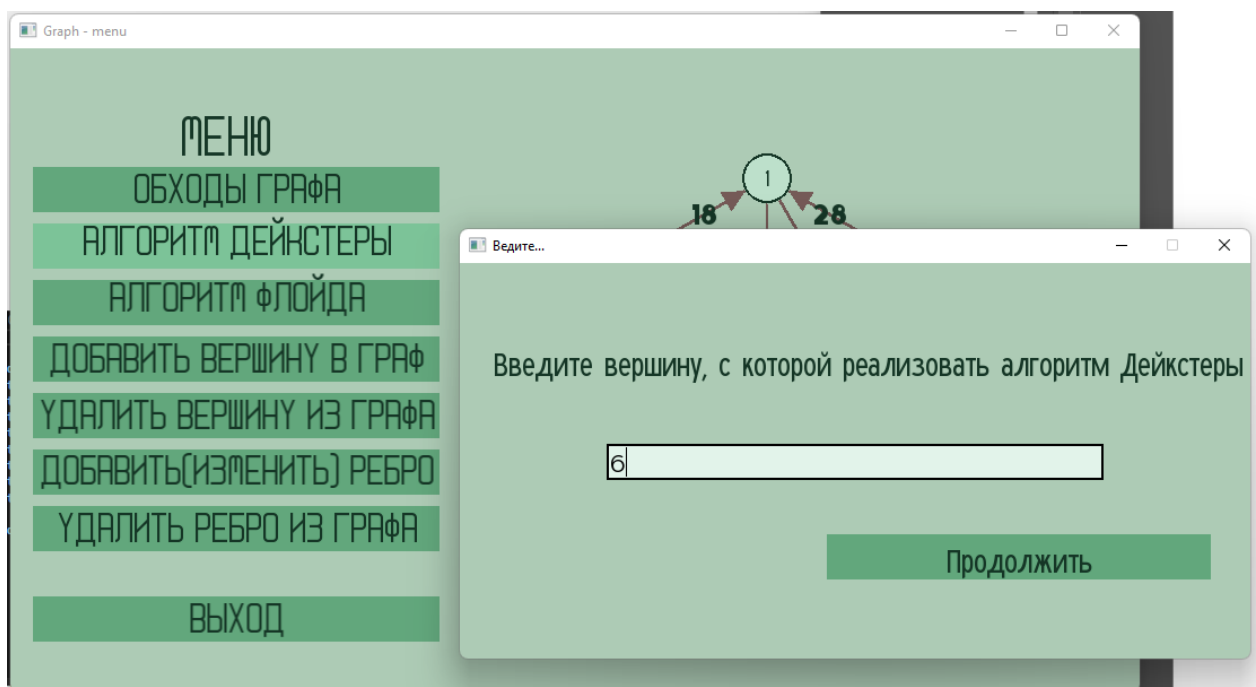 Graph - menu
МЕНЮ
ОБХОДЫ ГРАФА
АЛГОРИТМ ДЕЙКСТЕРЫ
АЛГОРИТМ ФЛОЙДА
ДОБАВИТЬ ВЕРШИНУ В ГРАФ
УДАЛИТЬ ВЕРШИНУ ИЗ ГРАФА
ДОБАВИТЬ(ИЗМЕНИТЬ) РЕБРО
УДАЛИТЬ РЕБРО ИЗ ГРАФА
ВЫХОД
1
18
28
Ведите...
Введите вершину, с которой реализовать алгоритм Дейкстеры
6
Продолжить